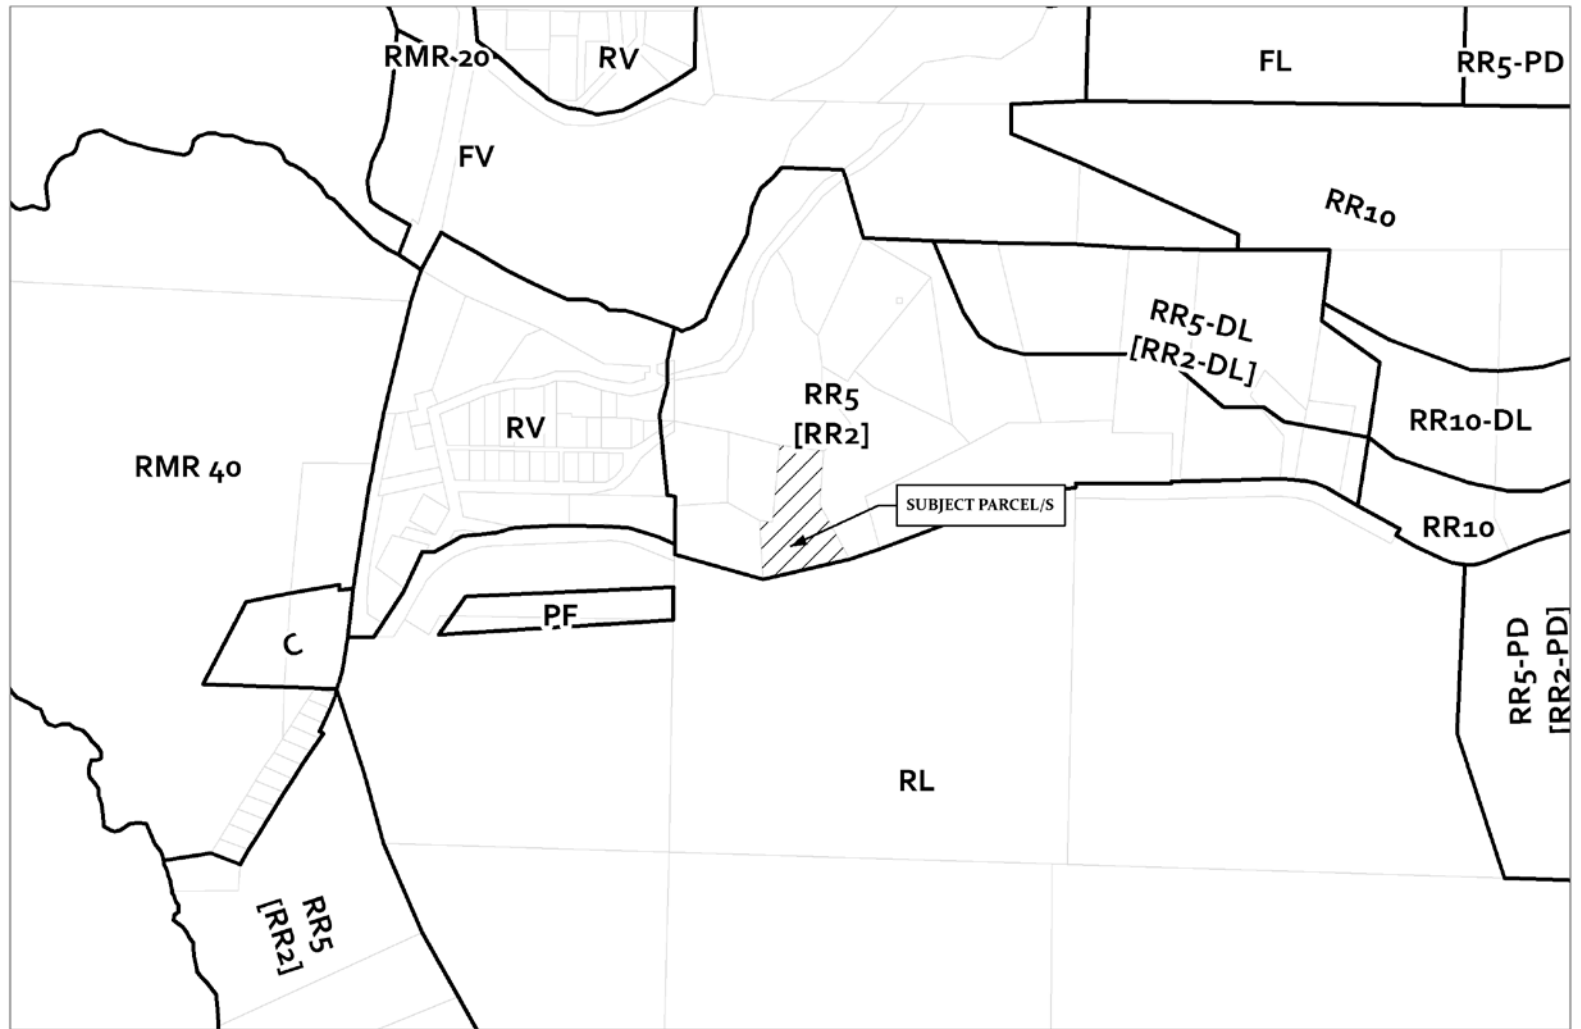 RMR-20
RV
FL
RR5-PD
FV
RR10
RR5-DL
[RR2-DL]
RR5
[RR2]
RV
RR10-DL
RMR 40
SUBJECT PARCEL/S
RR10
PF
C
RR5-PD
[RR2-PD]
RL
RR5
[RR2]